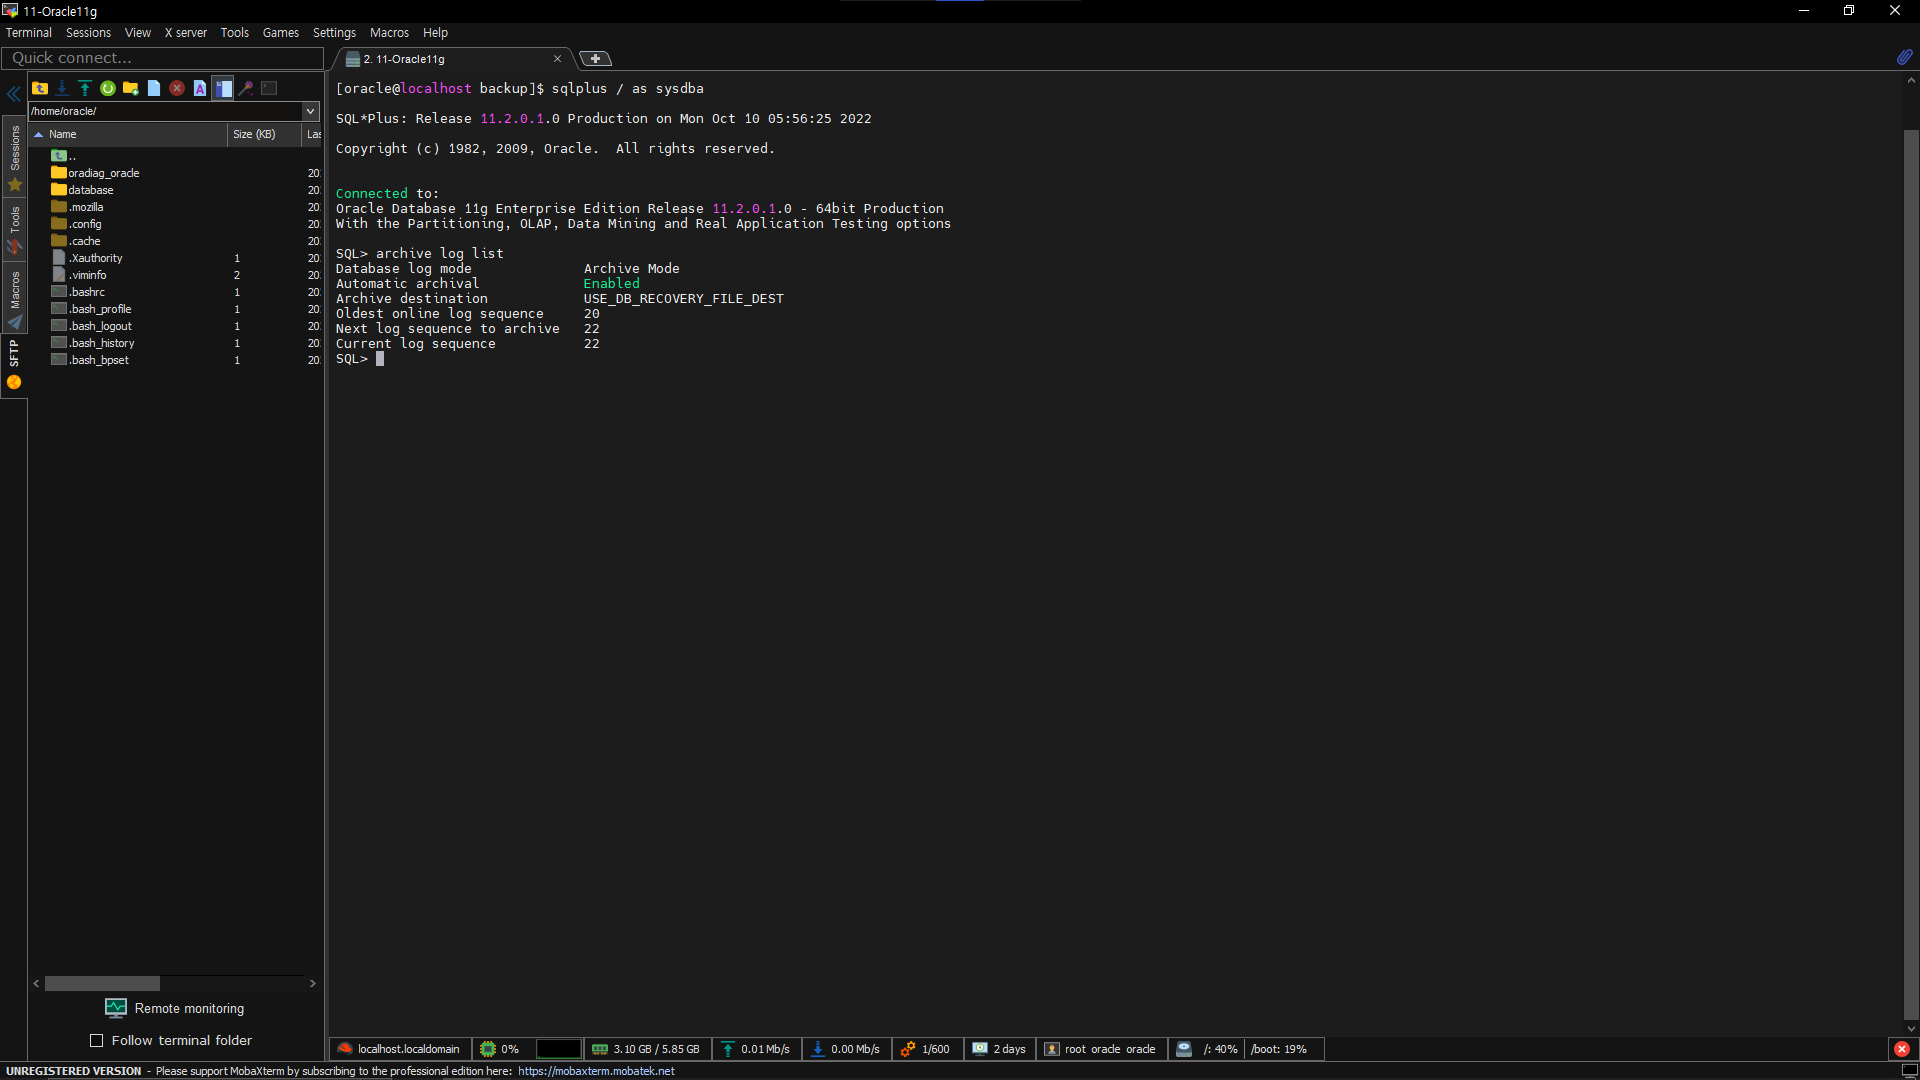 11-Oracle11g
Terminal Sessions View X server Tools Games Settings Macros Help
Quick connect...
2. 11-Oracle11g
/home/oracle/
Name Size (KB) Las
..
oradiag_oracle 20
database 20
.mozilla 20
.config 20
.cache 20
.Xauthority 1 20
.viminfo 2 20
.bashrc 1 20
.bash_profile 1 20
.bash_logout 1 20
.bash_history 1 20
.bash_bpset 1 20
Sessions
Tools
Macros
SFTP
[oracle@localhost backup]$ sqlplus / as sysdba
SQL*Plus: Release 11.2.0.1.0 Production on Mon Oct 10 05:56:25 2022
Copyright (c) 1982, 2009, Oracle.  All rights reserved.
Connected to:
Oracle Database 11g Enterprise Edition Release 11.2.0.1.0 - 64bit Production
With the Partitioning, OLAP, Data Mining and Real Application Testing options
SQL> archive log list
Database log mode Archive Mode
Automatic archival Enabled
Archive destination USE_DB_RECOVERY_FILE_DEST
Oldest online log sequence 20
Next log sequence to archive 22
Current log sequence 22
SQL>
Remote monitoring
Follow terminal folder
localhost.localdomain 0% 3.10 GB / 5.85 GB 0.01 Mb/s 0.00 Mb/s 1/600 2 days root oracle oracle /: 40% /boot: 19%
UNREGISTERED VERSION - Please support MobaXterm by subscribing to the professional edition here: https://mobaxterm.mobatek.net